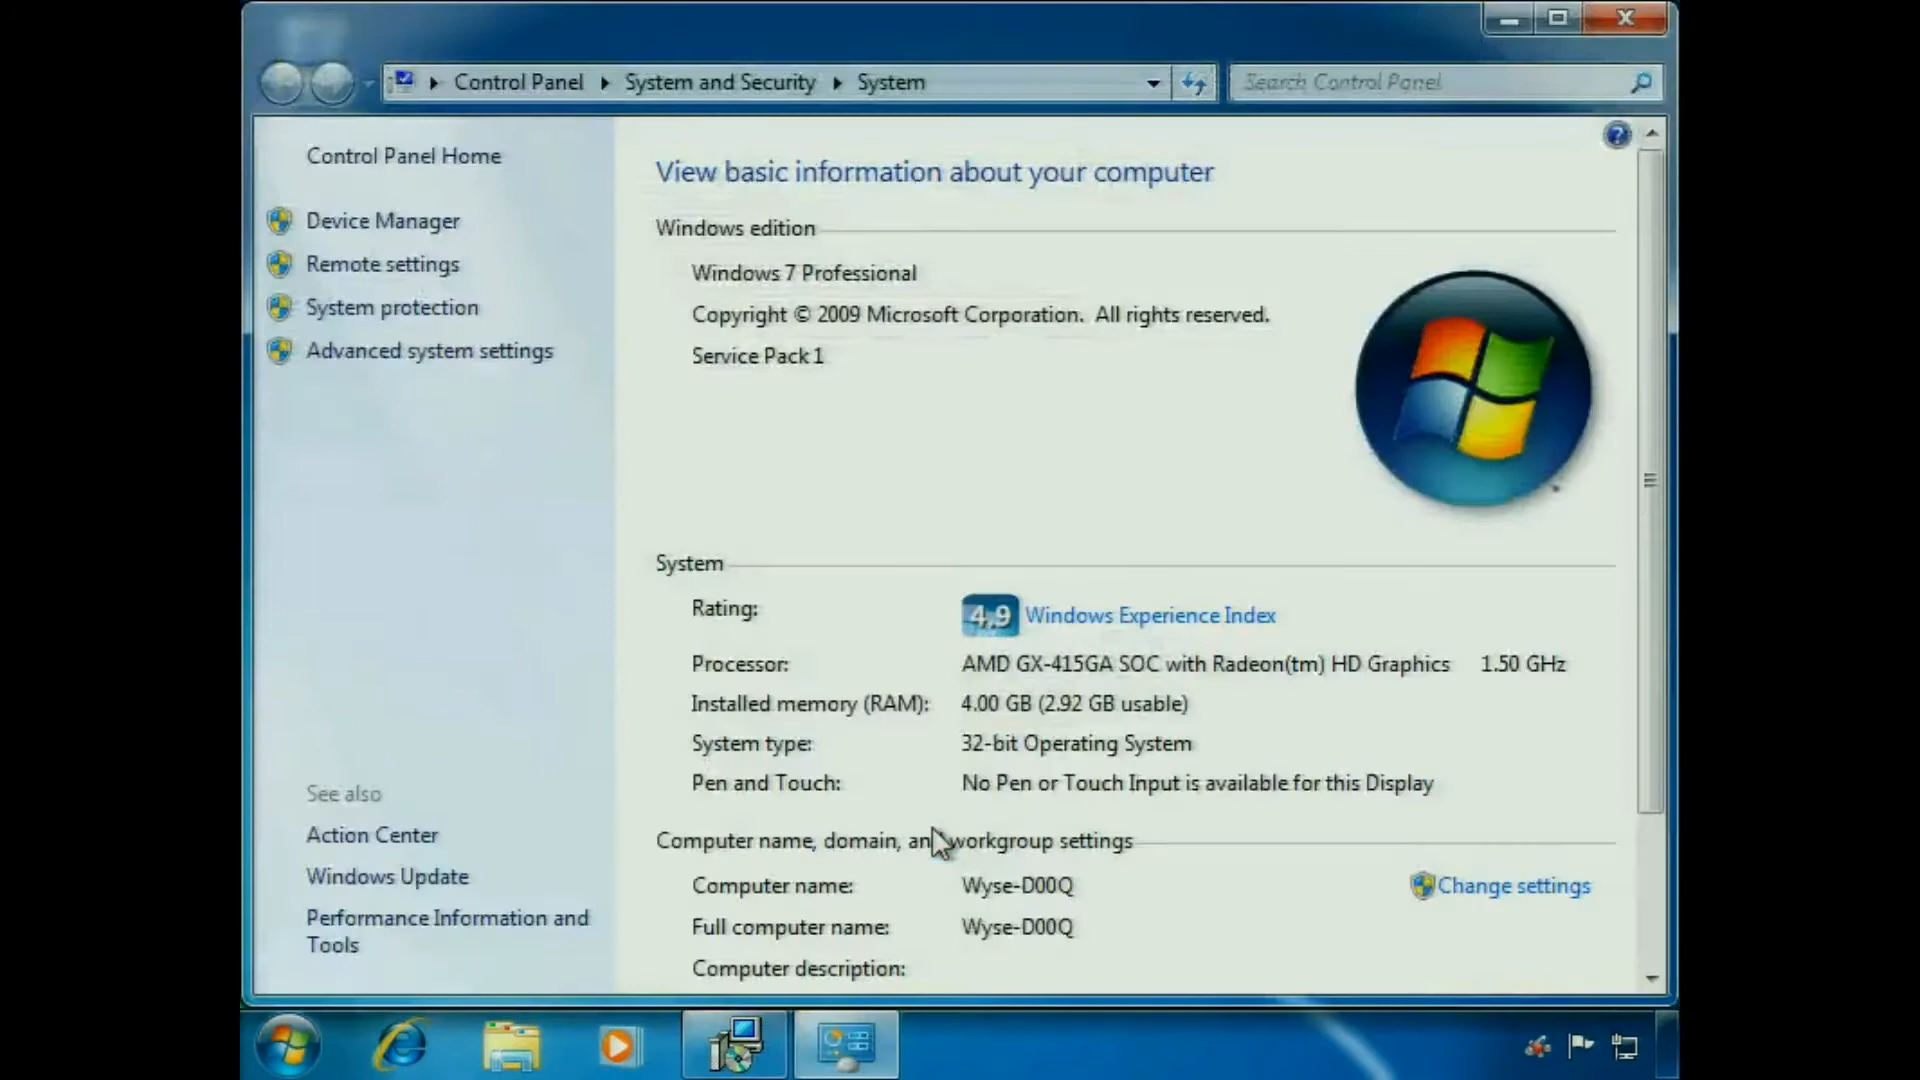 Control Panel System and Security System
Search Control Panel
Control Panel Home
Device Manager
Remote settings
System protection
Advanced system settings
See also
Action Center
Windows Update
Performance Information and
Tools
View basic information about your computer
Windows edition
Windows 7 Professional
Copyright © 2009 Microsoft Corporation. All rights reserved.
Service Pack 1
System
Rating:
4,9 Windows Experience Index
Processor: AMD GX-415GA SOC with Radeon(tm) HD Graphics 1.50 GHz
Installed memory (RAM): 4.00 GB (2.92 GB usable)
System type: 32-bit Operating System
Pen and Touch: No Pen or Touch Input is available for this Display
Computer name, domain, and workgroup settings
Computer name: Wyse-D00Q
Change settings
Full computer name: Wyse-D00Q
Computer description: